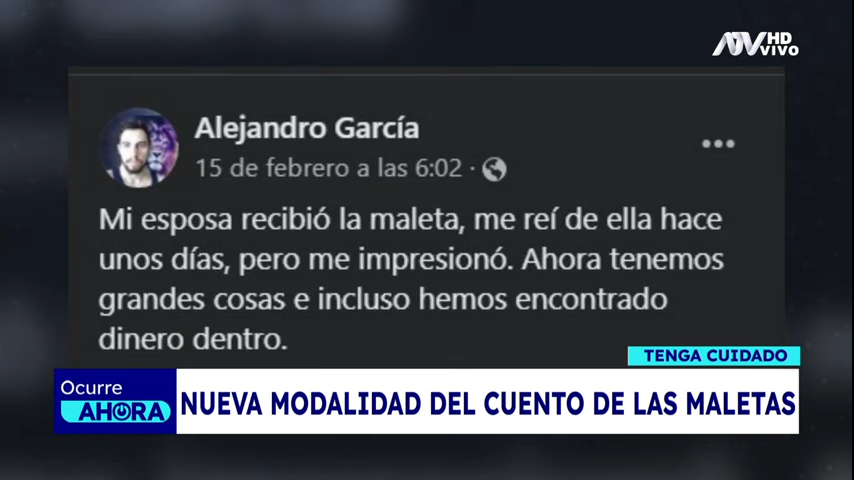 ATV HD
VIVO
Alejandro García
15 de febrero a las 6:02 ·
Mi esposa recibió la maleta, me reí de ella hace
unos días, pero me impresionó. Ahora tenemos
grandes cosas e incluso hemos encontrado
dinero dentro.
TENGA CUIDADO
Ocurre
AHORA
NUEVA MODALIDAD DEL CUENTO DE LAS MALETAS